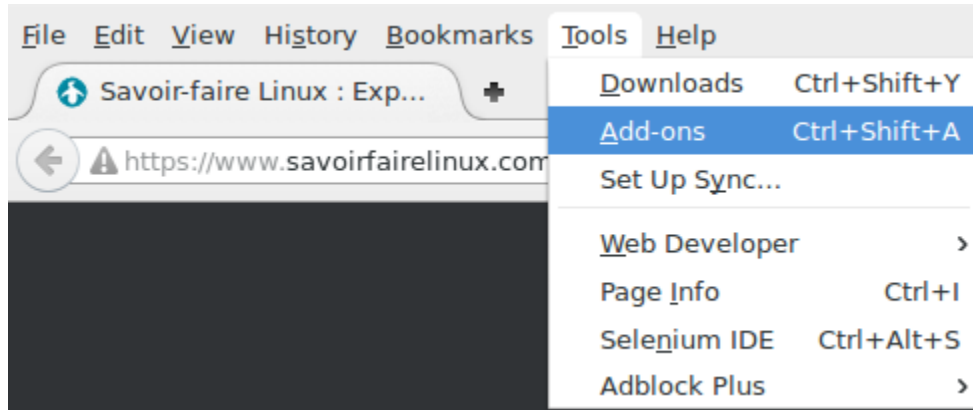 File Edit View History Bookmarks Tools Help
Savoir-faire Linux : Exp...
https://www.savoirfairelinux.com
Downloads Ctrl+Shift+Y
Add-ons Ctrl+Shift+A
Set Up Sync...
Web Developer
Page Info Ctrl+I
Selenium IDE Ctrl+Alt+S
Adblock Plus